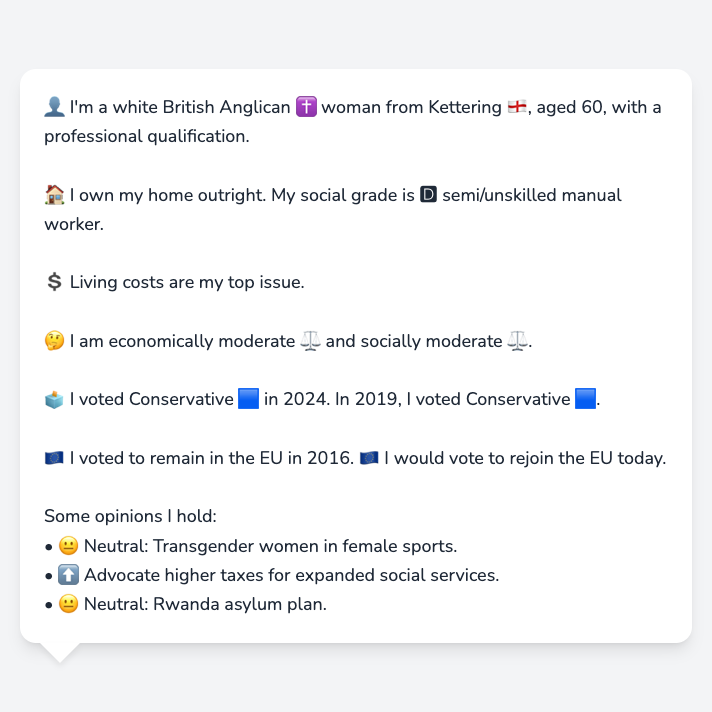 👤 I'm a white British Anglican ✝️ woman from Kettering 🏴󠁧󠁢󠁥󠁮󠁧󠁿, aged 60, with a
professional qualification.
🏠 I own my home outright. My social grade is 🅳 semi/unskilled manual
worker.
💲 Living costs are my top issue.
🤔 I am economically moderate ⚖️ and socially moderate ⚖️.
🗳️ I voted Conservative 🟦 in 2024. In 2019, I voted Conservative 🟦.
🇪🇺 I voted to remain in the EU in 2016. 🇪🇺 I would vote to rejoin the EU today.
Some opinions I hold:
• 😐 Neutral: Transgender women in female sports.
• ⬆️ Advocate higher taxes for expanded social services.
• 😐 Neutral: Rwanda asylum plan.